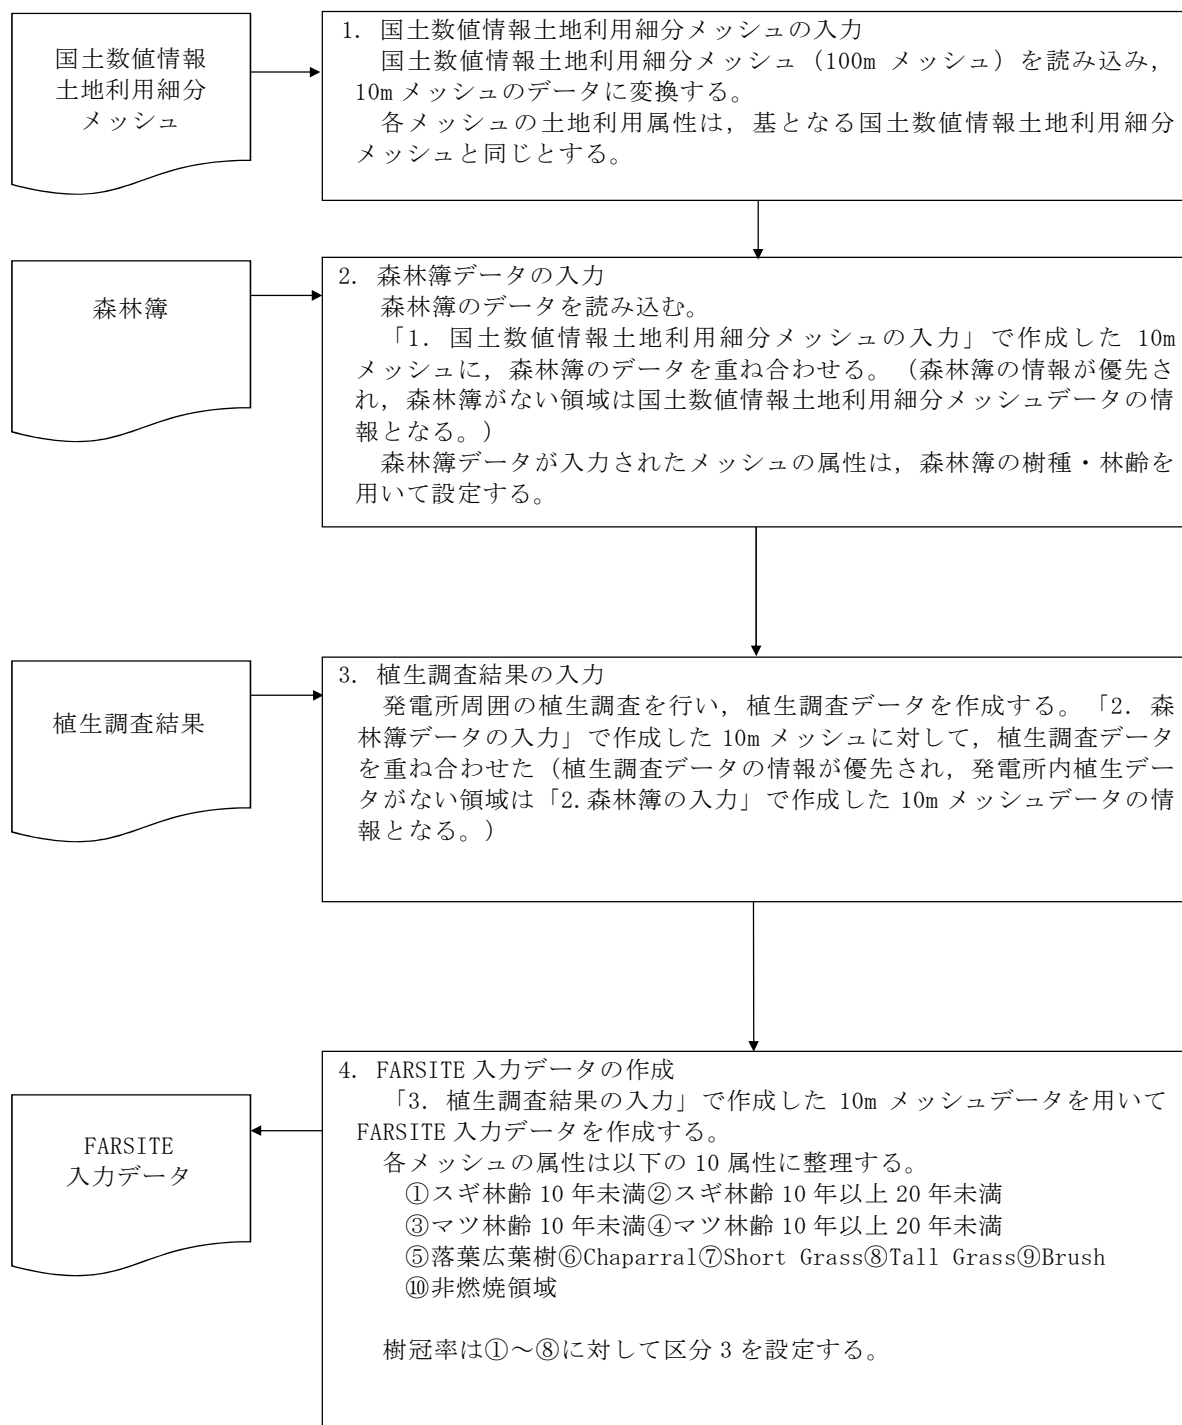 国土数値情報
土地利用細分
メッシュ
1. 国土数値情報土地利用細分メッシュの入力
国土数値情報土地利用細分メッシュ（100m メッシュ）を読み込み，
10m メッシュのデータに変換する。
各メッシュの土地利用属性は，基となる国土数値情報土地利用細分
メッシュと同じとする。
森林簿
2. 森林簿データの入力
森林簿のデータを読み込む。
「1. 国土数値情報土地利用細分メッシュの入力」で作成した 10m
メッシュに，森林簿のデータを重ね合わせる。（森林簿の情報が優先さ
れ，森林簿がない領域は国土数値情報土地利用細分メッシュデータの情
報となる。）
森林簿データが入力されたメッシュの属性は，森林簿の樹種・林齢を
用いて設定する。
植生調査結果
3. 植生調査結果の入力
発電所周囲の植生調査を行い，植生調査データを作成する。「2. 森
林簿データの入力」で作成した 10m メッシュに対して，植生調査データ
を重ね合わせた（植生調査データの情報が優先され，発電所内植生デー
タがない領域は「2.森林簿の入力」で作成した 10m メッシュデータの情
報となる。）
FARSITE
入力データ
4. FARSITE 入力データの作成
「3. 植生調査結果の入力」で作成した 10m メッシュデータを用いて
FARSITE 入力データを作成する。
各メッシュの属性は以下の 10 属性に整理する。
①スギ林齢 10 年未満②スギ林齢 10 年以上 20 年未満
③マツ林齢 10 年未満④マツ林齢 10 年以上 20 年未満
⑤落葉広葉樹⑥Chaparral⑦Short Grass⑧Tall Grass⑨Brush
⑩非燃焼領域
樹冠率は①～⑧に対して区分 3 を設定する。